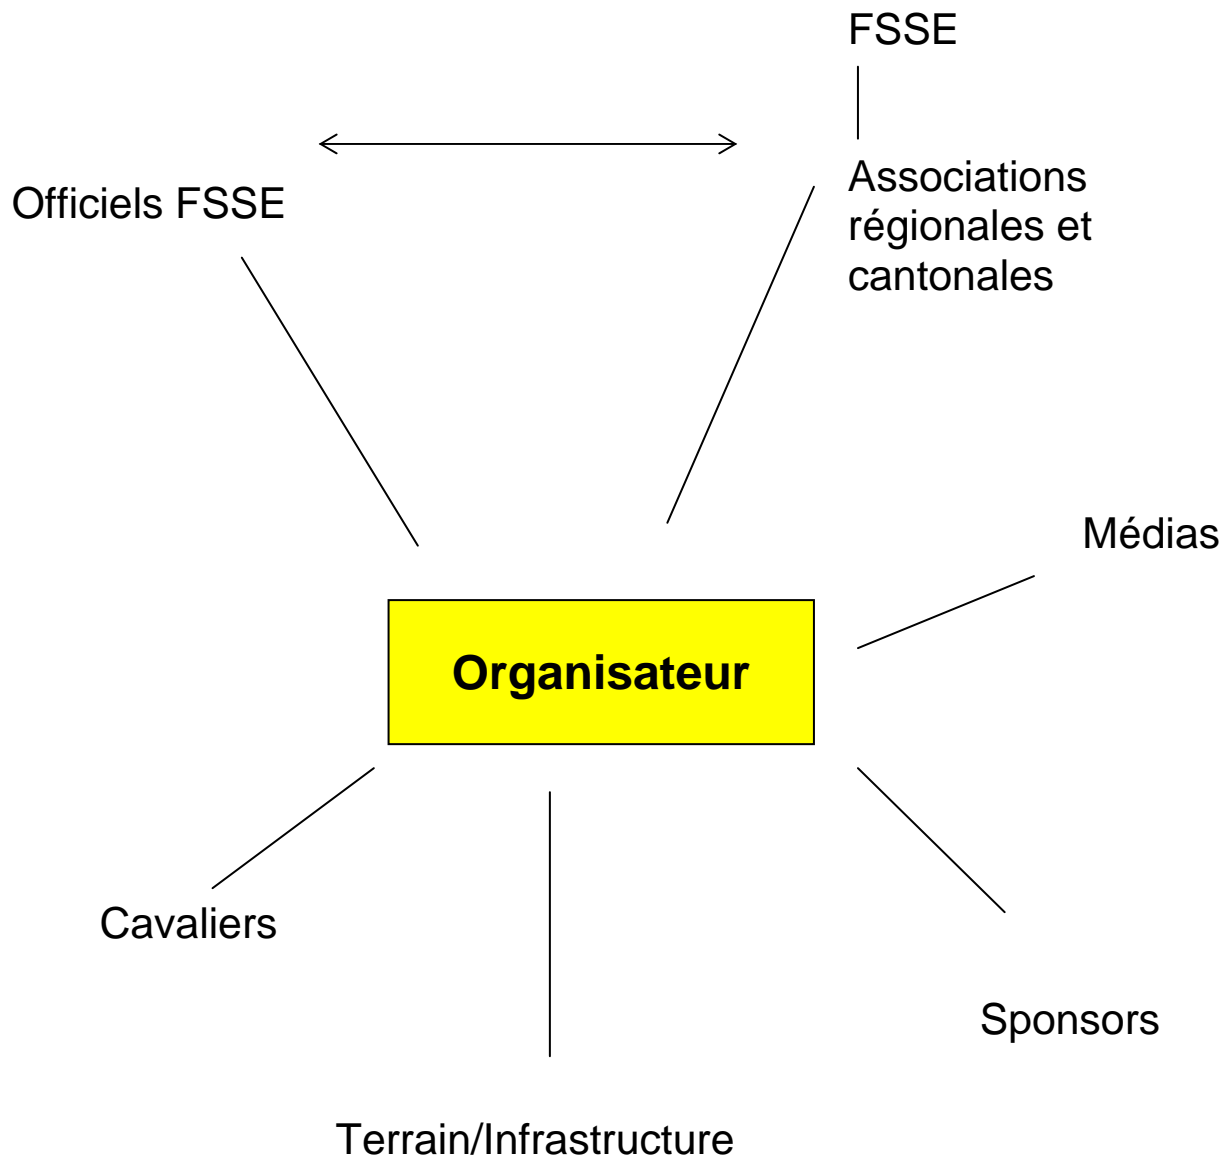 FSSE
Officiels FSSE
Associations
régionales et
cantonales
Médias
Organisateur
Cavaliers
Sponsors
Terrain/Infrastructure